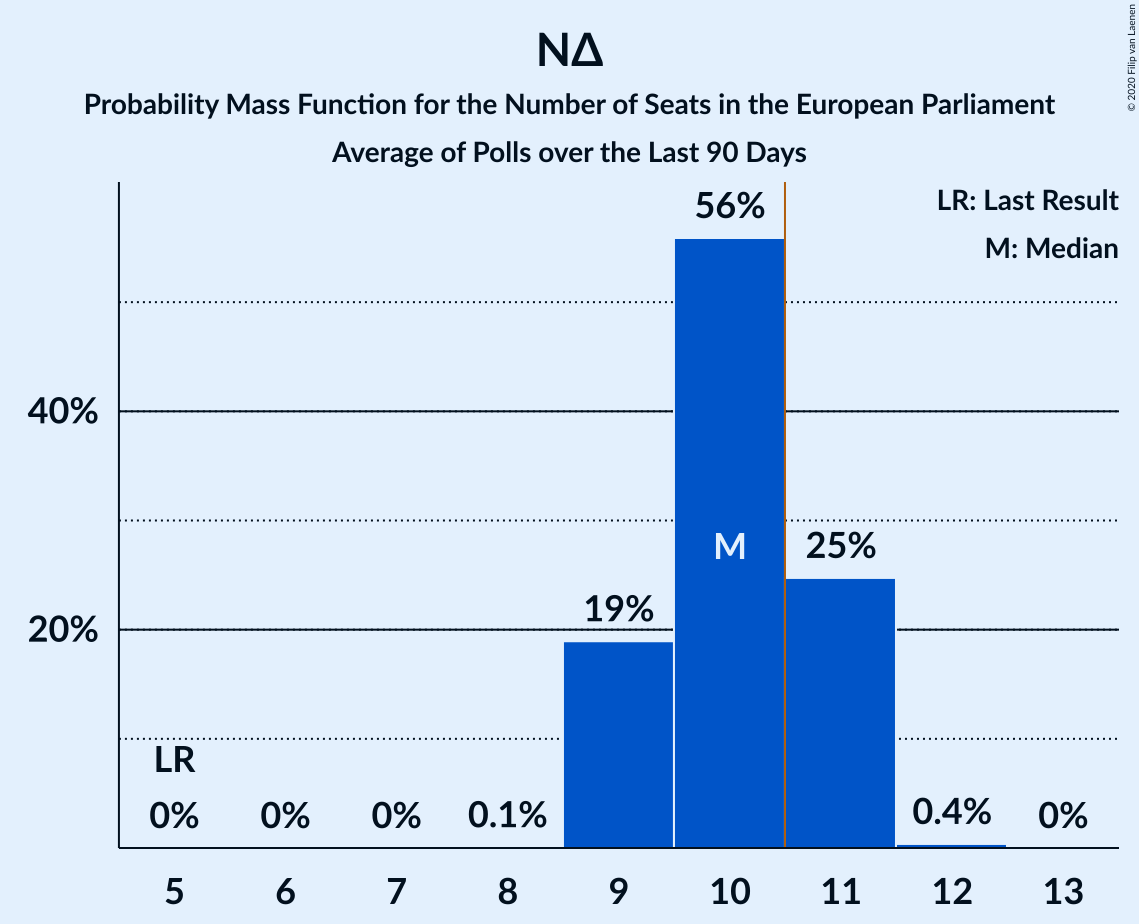 ΝΔ
Probability Mass Function for the Number of Seats in the European Parliament
Average of Polls over the Last 90 Days
© 2020 Filip van Laenen
LR: Last Result
M: Median
56%
40%
M
25%
19%
20%
LR
0% 0% 0% 0.1% 0.4% 0%
5 6 7 8 9 10 11 12 13